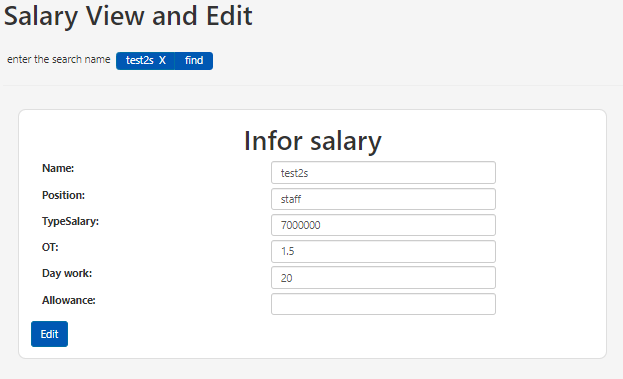 Salary View and Edit
enter the search name test2s X find
Infor salary
Name: test2s
Position: staff
TypeSalary: 7000000
OT: 1.5
Day work: 20
Allowance:
Edit